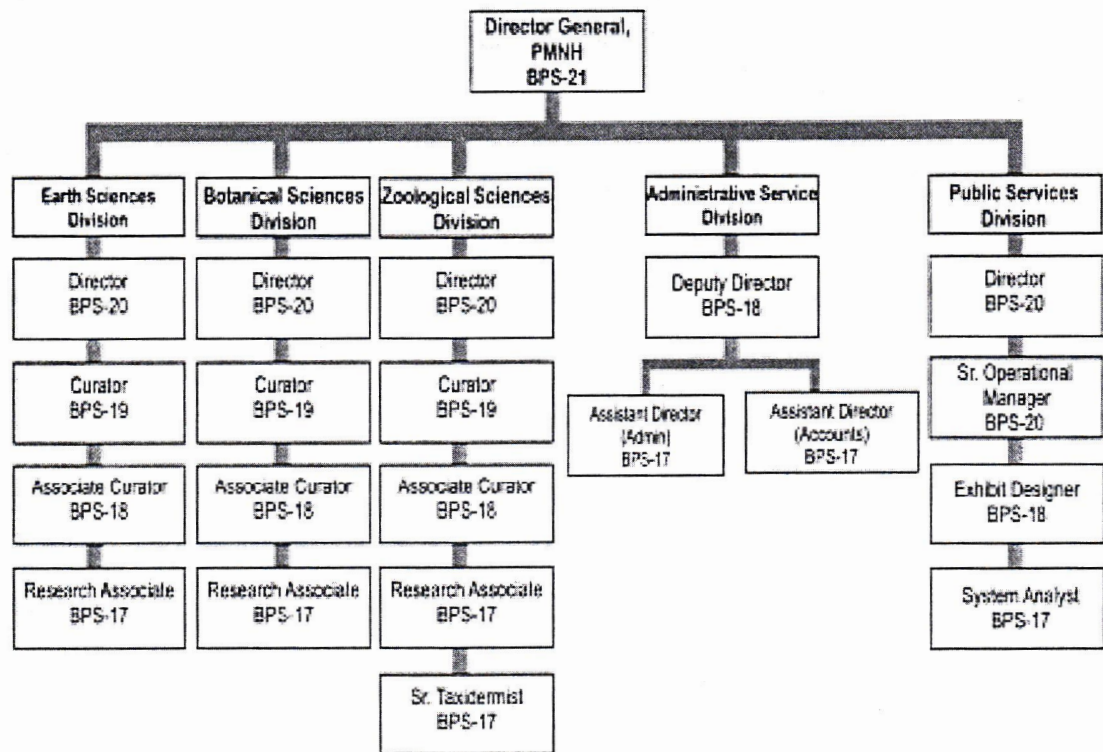 Director General,
PMNH
BPS-21
Earth Sciences
Division
Director
BPS-20
Curator
BPS-19
Associate Curator
BPS-18
Research Associate
BPS-17
Botanical Sciences
Division
Director
BPS-20
Curator
BPS-19
Associate Curator
BPS-18
Research Associate
BPS-17
Zoological Sciences
Division
Director
BPS-20
Curator
BPS-19
Associate Curator
BPS-18
Research Associate
BPS-17
Sr. Taxidermist
BPS-17
Administrative Service
Division
Deputy Director
BPS-18
Assistant Director
(Admin)
BPS-17
Assistant Director
(Accounts)
BPS-17
Public Services
Division
Director
BPS-20
Sr. Operational
Manager
BPS-20
Exhibit Designer
BPS-18
System Analyst
BPS-17